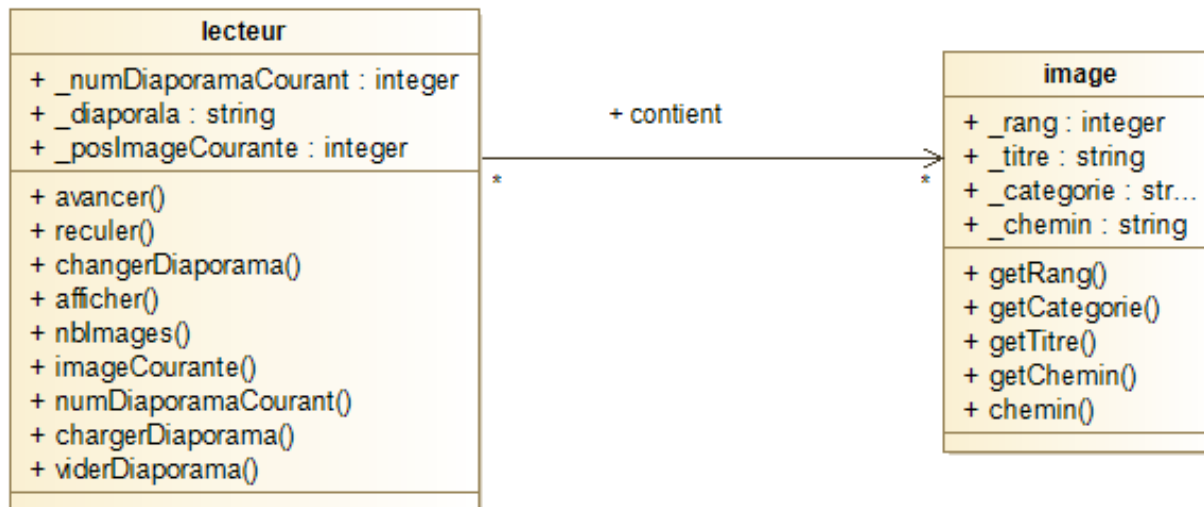 lecteur
+ _numDiaporamaCourant : integer
+ _diaporala : string
+ _posImageCourante : integer
+ avancer()
+ reculer()
+ changerDiaporama()
+ afficher()
+ nbImages()
+ imageCourante()
+ numDiaporamaCourant()
+ chargerDiaporama()
+ viderDiaporama()
+ contient
*
*
image
+ _rang : integer
+ _titre : string
+ _categorie : str...
+ _chemin : string
+ getRang()
+ getCategorie()
+ getTitre()
+ getChemin()
+ chemin()